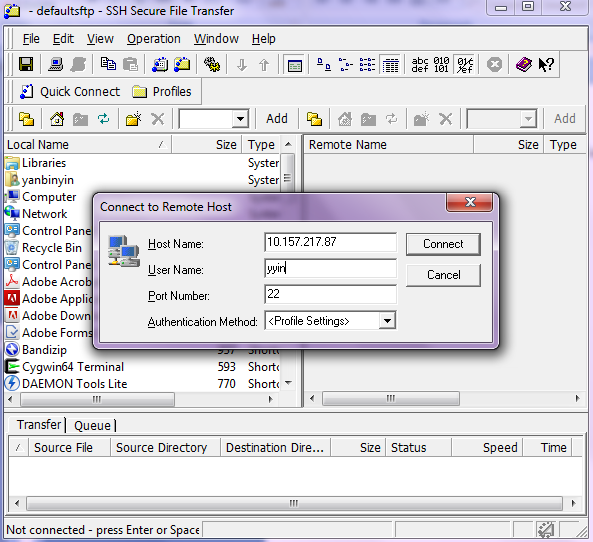 - defaultsftp - SSH Secure File Transfer
File Edit View Operation Window Help
abc 010 01¢
def 101 if/
Quick Connect Profiles
Add Add
Local Name / Size Type Remote Name Size Type
Libraries Syster
yanbinyin Syster
Computer Syster
Network
Control Pane
Recycle Bin
Control Pane
Adobe Acrob
Adobe Applic
Adobe Down
Adobe Forms
Bandizip 957 Shortc
Cygwin64 Terminal 593 Shortc
DAEMON Tools Lite 770 Shortc
Connect to Remote Host
Host Name: 10.157.217.87 Connect
User Name: yyin Cancel
Port Number: 22
Authentication Method: <Profile Settings>
Transfer Queue
/ Source File Source Directory Destination Dire... Size Status Speed Time
Not connected - press Enter or Space